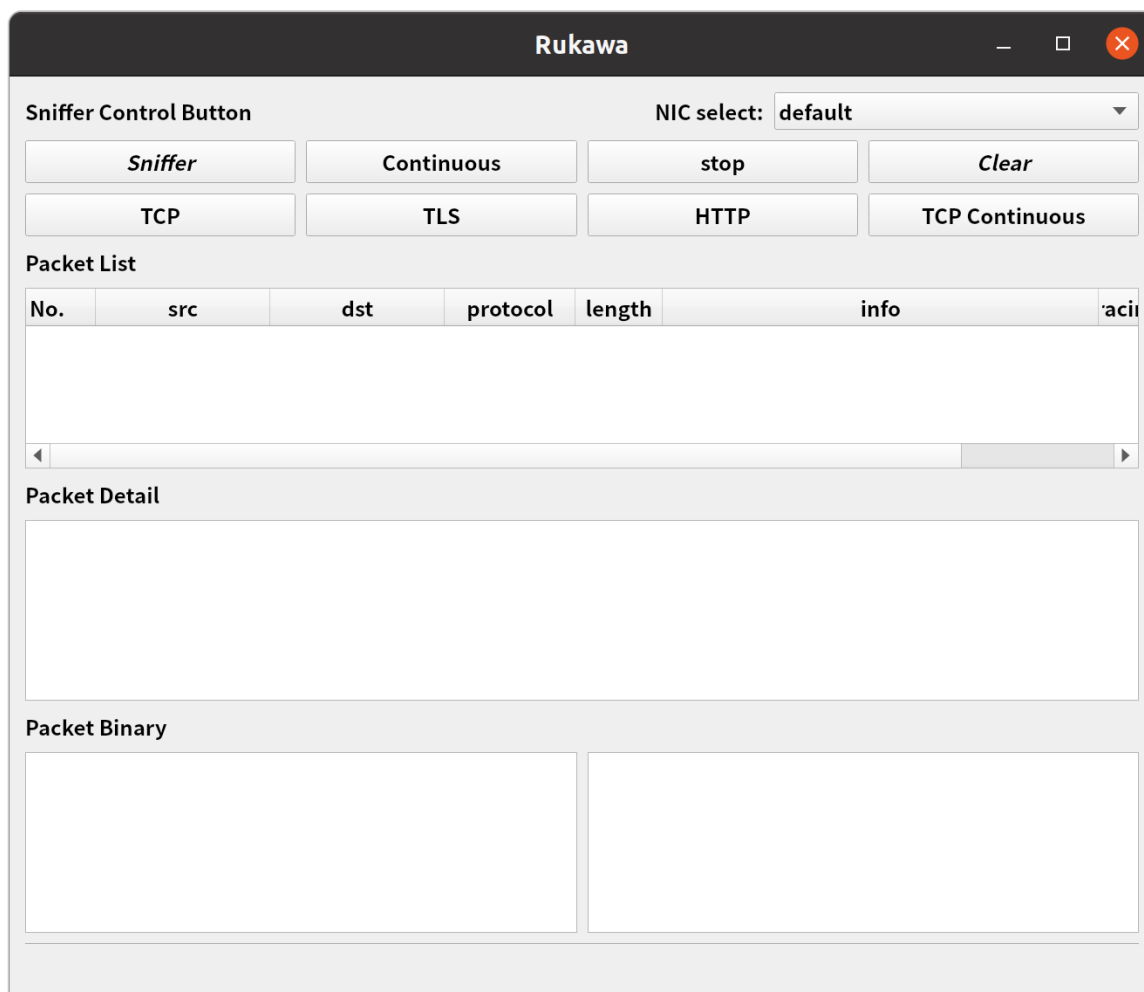 Rukawa
Sniffer Control Button NIC select: default
Sniffer Continuous stop Clear
TCP TLS HTTP TCP Continuous
Packet List
No. src dst protocol length info
Packet Detail
Packet Binary